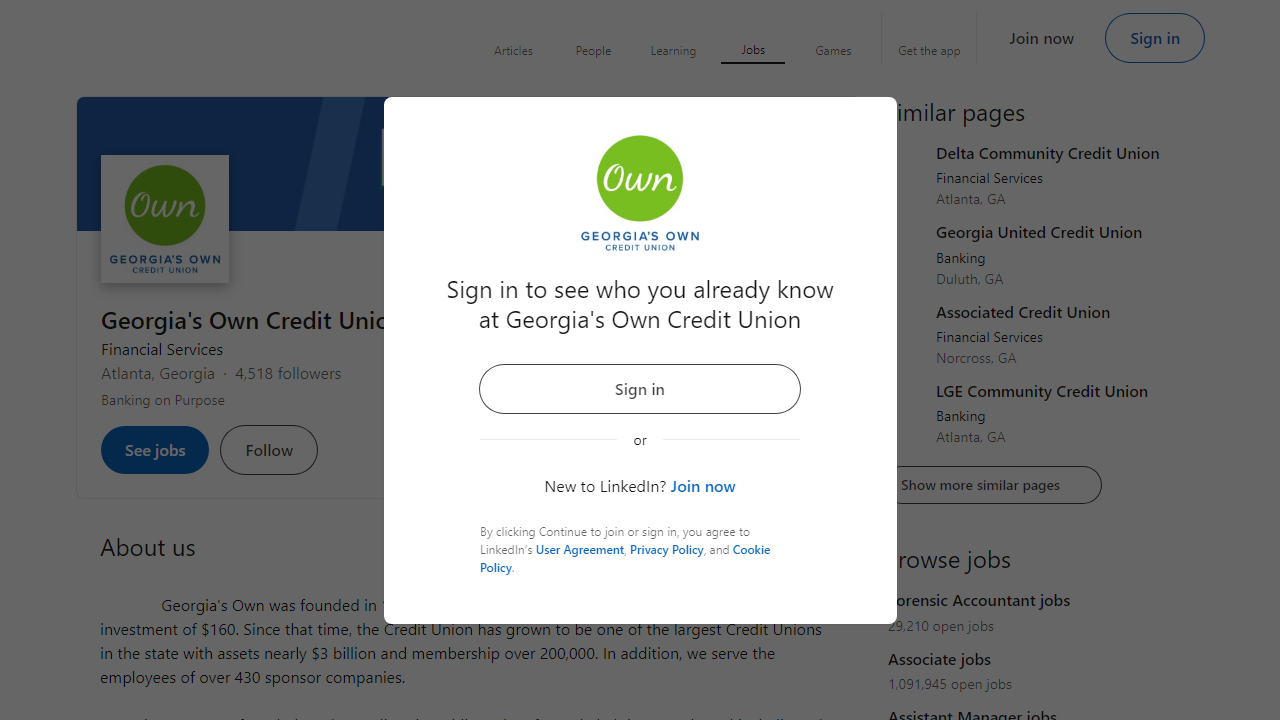 Articles
People
Learning
Jobs
Games
Get the app
Join now
Sign in
Own
GEORGIA'S OWN
CREDIT UNION
Georgia's Own Credit
Financial Services
Atlanta, Georgia · 4,518 followers
Banking on Purpose
See jobs
Follow
About us
Georgia's Own was founded in
investment of $160. Since that time, the Credit Union has grown to be one of the largest Credit Unions
in the state with assets nearly $3 billion and membership over 200,000. In addition, we serve the
employees of over 430 sponsor companies.
Own
GEORGIA'S OWN
CREDIT UNION
Sign in to see who you already know
at Georgia's Own Credit Union
Sign in
or
New to LinkedIn? Join now
By clicking Continue to join or sign in, you agree to
LinkedIn's User Agreement, Privacy Policy, and Cookie
Policy.
similar pages
Delta Community Credit Union
Financial Services
Atlanta, GA
Georgia United Credit Union
Banking
Duluth, GA
Associated Credit Union
Financial Services
Norcross, GA
LGE Community Credit Union
Banking
Atlanta, GA
Show more similar pages
Browse jobs
Forensic Accountant jobs
29,210 open jobs
Associate jobs
1,091,945 open jobs
Assistant Manager jobs